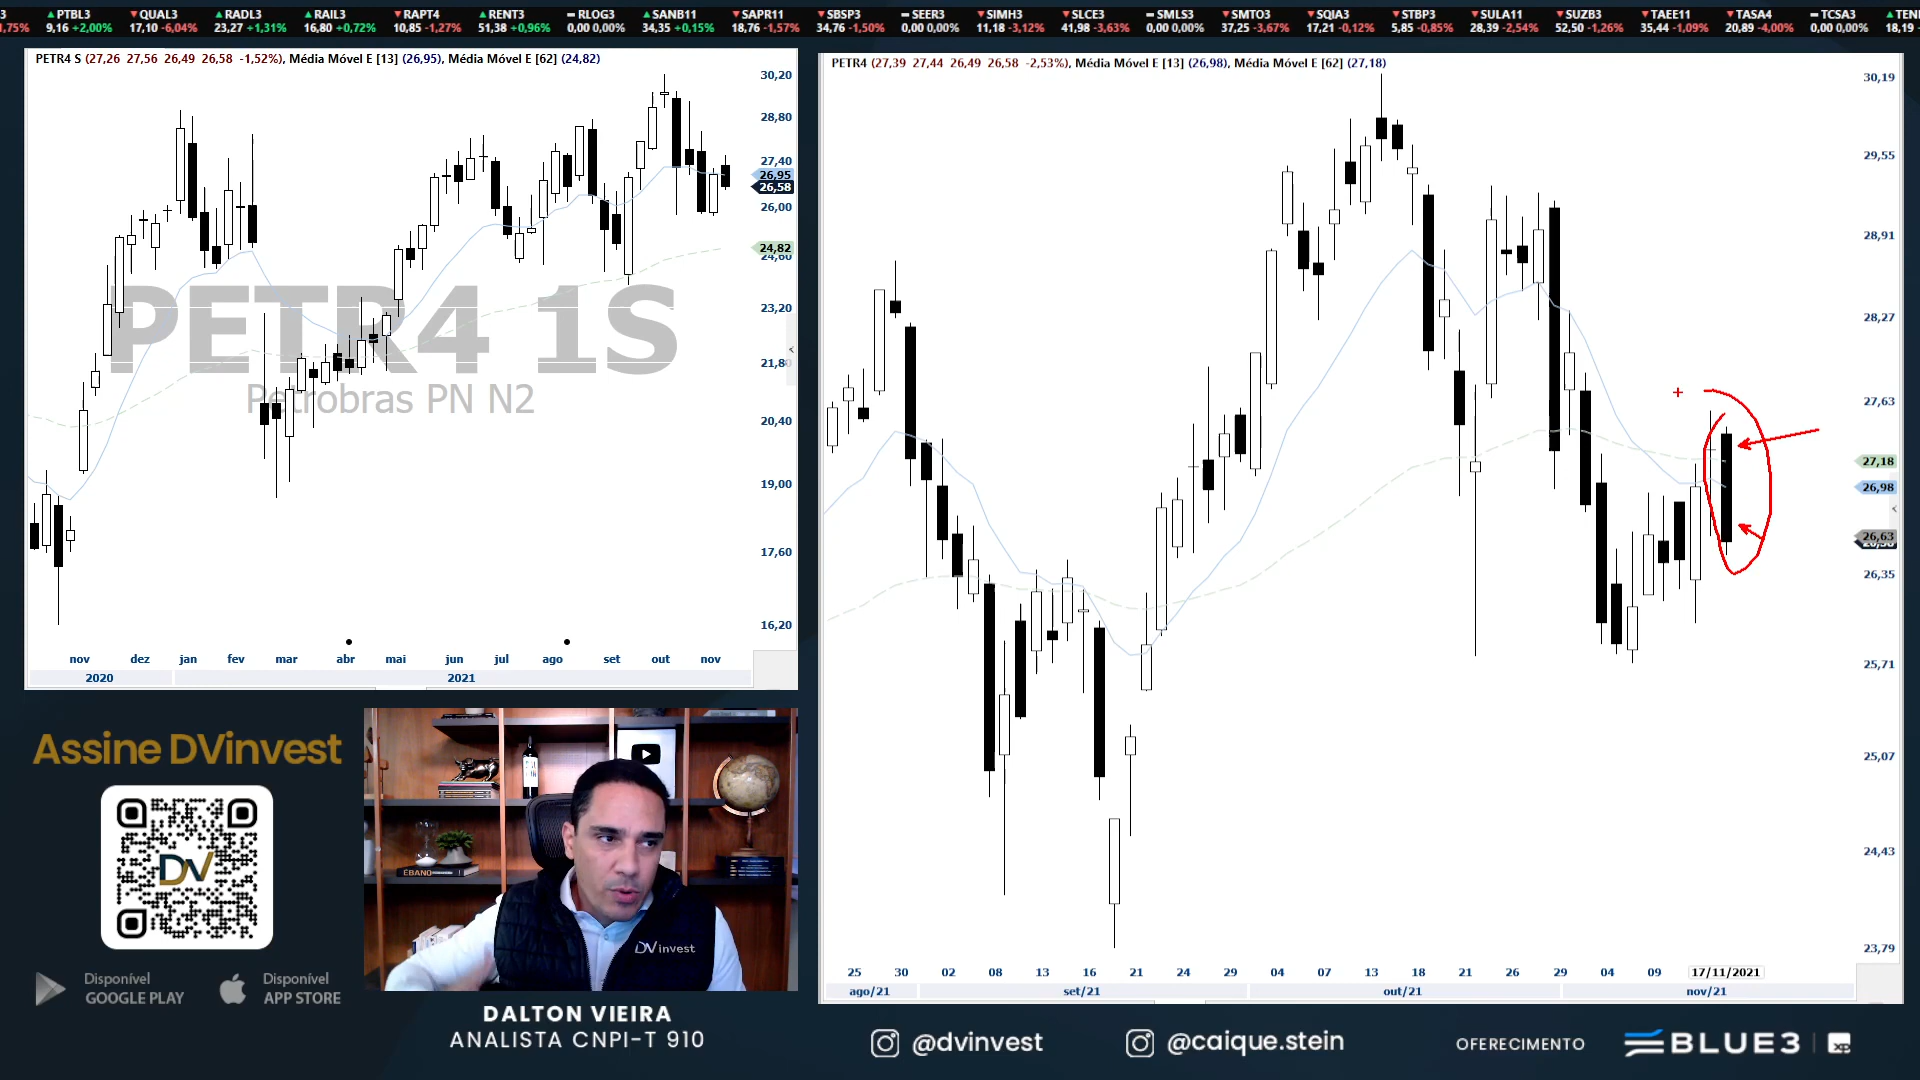 3 ▲PTBL3 ▼QUAL3 ▲RADL3 ▲RAIL3 ▼RAPT4 ▲RENT3 RLOG3 ▲SANB11 ▼SAPR11 ▼SBSP3 SEER3 ▼SIMH3 ▼SLCE3 SMLS3 ▼SMTO3 ▼SQIA3 ▼STBP3 ▼SULA11 ▼SUZB3 ▼TAEE11 ▼TASA4 TCSA3 ▲TEN
1,75% 9,16 +2,00% 17,10 -6,04% 23,27 +1,31% 16,80 +0,72% 10,85 -1,27% 51,38 +0,96% 0,00 0,00% 34,35 +0,15% 18,76 -1,57% 34,76 -1,50% 0,00 0,00% 11,18 -3,12% 41,98 -3,63% 0,00 0,00% 37,25 -3,67% 17,21 -0,12% 5,85 -0,85% 28,39 -2,54% 52,50 -1,26% 35,44 -1,09% 20,89 -4,00% 0,00 0,00% 18,19
PETR4 S (27,26 27,56 26,49 26,58 -1,52%), Média Móvel E [13] (26,95), Média Móvel E [62] (24,82)
30,20
28,80
27,40
26,95
26,58
26,00
24,82
24,60
23,20
21,80
20,40
19,00
17,60
16,20
PETR4 1S
Petrobras PN N2
nov dez jan fev mar abr mai jun jul ago set out nov
2020 2021
PETR4 (27,39 27,44 26,49 26,58 -2,53%), Média Móvel E [13] (26,98), Média Móvel E [62] (27,18)
30,19
29,55
28,91
28,27
27,63
27,18
26,98
26,63
26,35
25,71
25,07
24,43
23,79
25 30 02 08 13 16 21 24 29 04 07 13 18 21 26 29 04 09 17/11/2021
ago/21 set/21 out/21 nov/21
Assine DVinvest
DV
Disponível
GOOGLE PLAY
Disponível
APP STORE
ÉBANO
DVinvest
DALTON VIEIRA
ANALISTA CNPI-T 910
@dvinvest
@caique.stein
OFERECIMENTO
BLUE3
xp